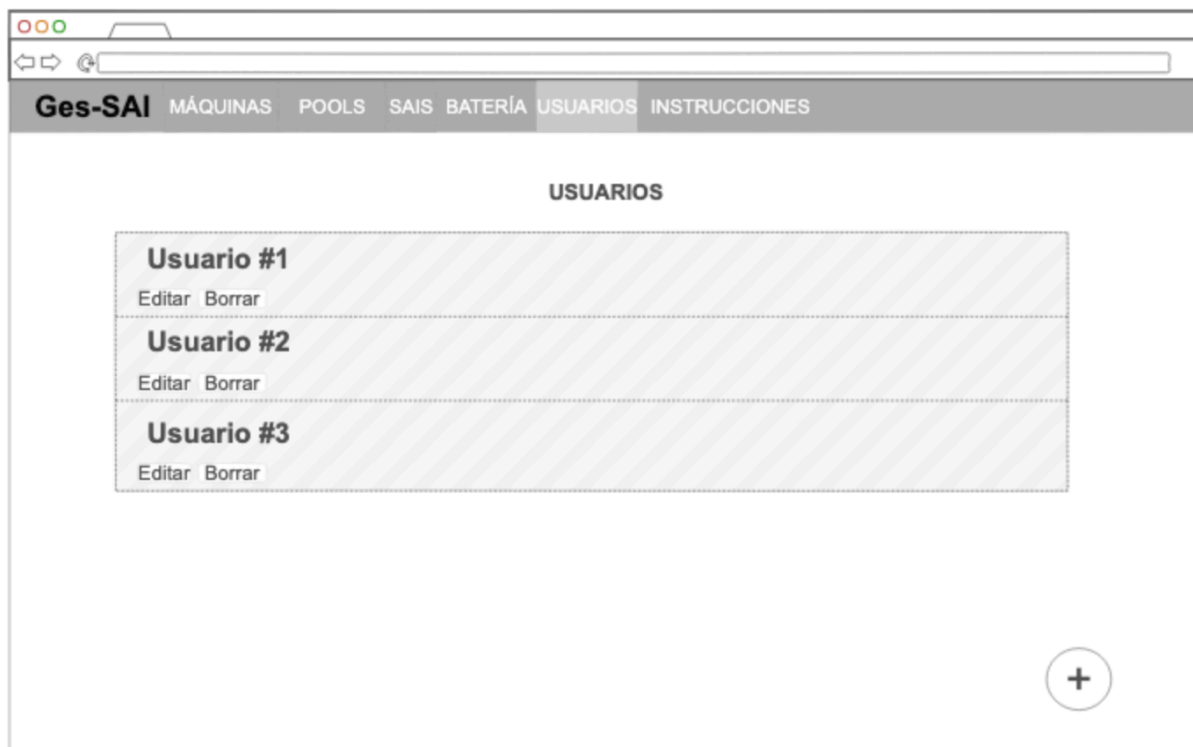 Ges-SAI MÁQUINAS POOLS SAIS BATERÍA USUARIOS INSTRUCCIONES
USUARIOS
Usuario #1
Editar Borrar
Usuario #2
Editar Borrar
Usuario #3
Editar Borrar
+